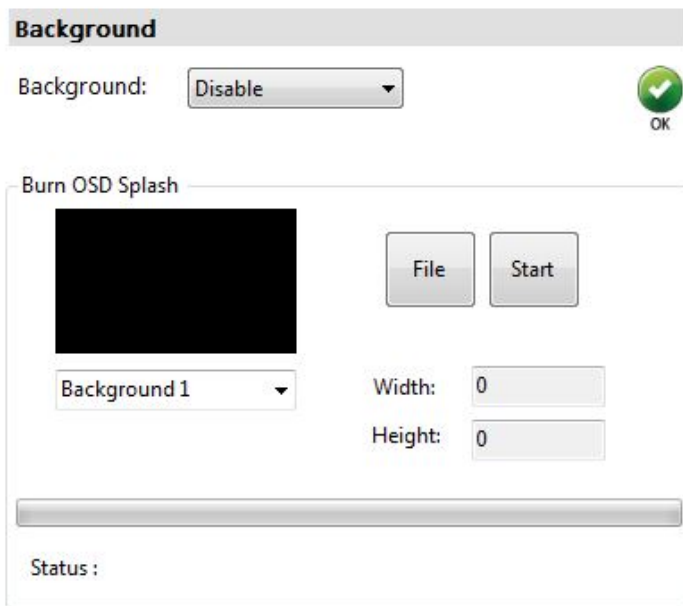 Background
Background: Disable
OK
Burn OSD Splash
File Start
Background 1
Width: 0
Height: 0
Status :